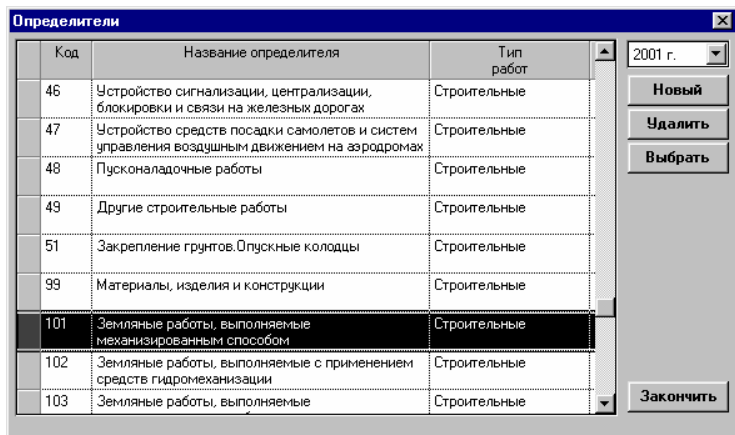 Определители
Код Название определителя Тип работ
2001 г.
Новый
Удалить
Выбрать
46 Устройство сигнализации, централизации, Строительные
блокировки и связи на железных дорогах
47 Устройство средств посадки самолетов и систем Строительные
управления воздушным движением на аэродромах
48 Пусконаладочные работы Строительные
49 Другие строительные работы Строительные
51 Закрепление грунтов.Опускные колодцы Строительные
99 Материалы, изделия и конструкции Строительные
101 Земляные работы, выполняемые Строительные
механизированным способом
102 Земляные работы, выполняемые с применением Строительные
средств гидромеханизации
103 Земляные работы, выполняемые Строительные
Закончить